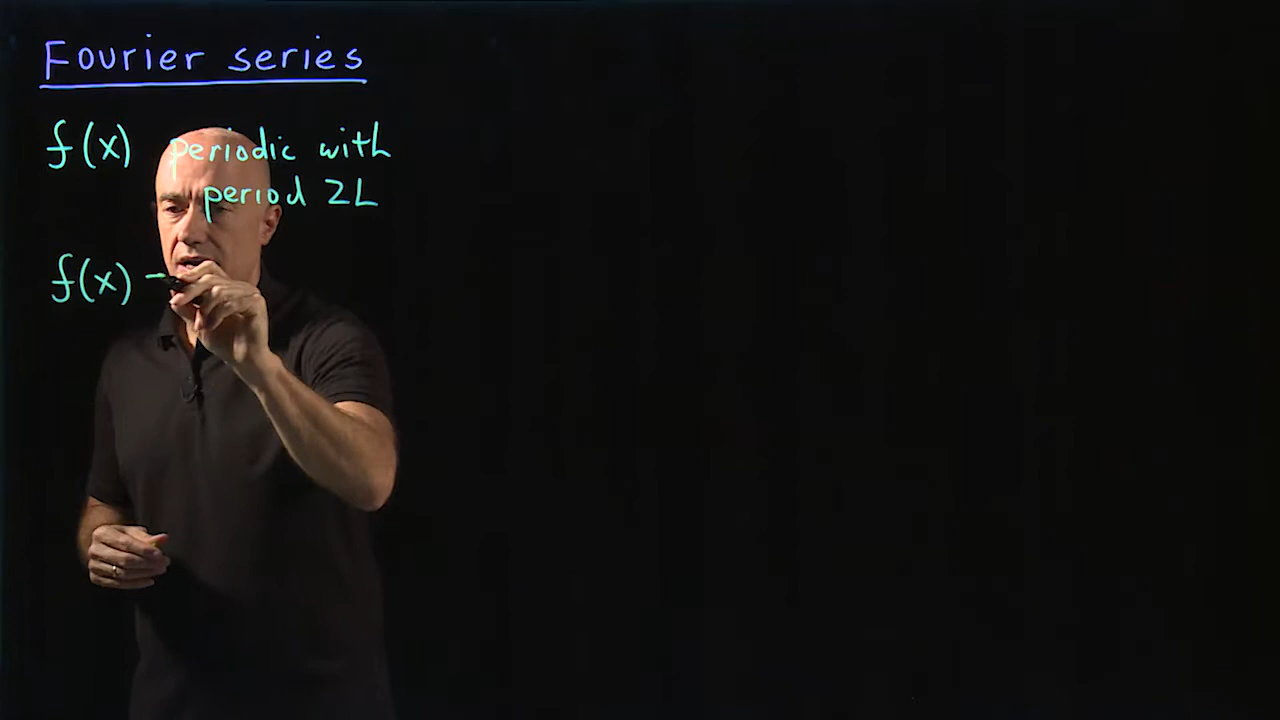 Fourier series
f(x) periodic with
period 2L
f(x) -